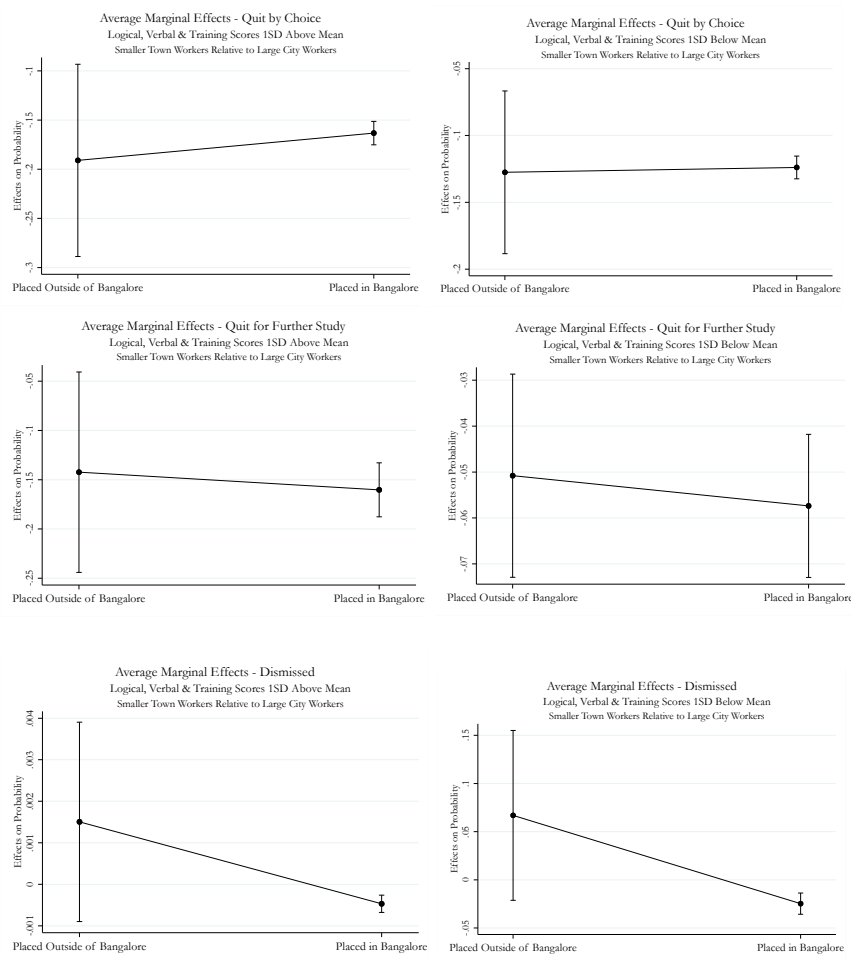 Average Marginal Effects - Quit by Choice
Logical, Verbal & Training Scores 1SD Above Mean
Smaller Town Workers Relative to Large City Workers
Effects on Probability
-.1
-.15
-.2
-.25
-.3
Placed Outside of Bangalore
Placed in Bangalore
Average Marginal Effects - Quit by Choice
Logical, Verbal & Training Scores 1SD Below Mean
Smaller Town Workers Relative to Large City Workers
Effects on Probability
-.05
-.1
-.15
-.2
Placed Outside of Bangalore
Placed in Bangalore
Average Marginal Effects - Quit for Further Study
Logical, Verbal & Training Scores 1SD Above Mean
Smaller Town Workers Relative to Large City Workers
Effects on Probability
-.05
-.1
-.15
-.2
-.25
Placed Outside of Bangalore
Placed in Bangalore
Average Marginal Effects - Quit for Further Study
Logical, Verbal & Training Scores 1SD Below Mean
Smaller Town Workers Relative to Large City Workers
Effects on Probability
-.03
-.04
-.05
-.06
-.07
Placed Outside of Bangalore
Placed in Bangalore
Average Marginal Effects - Dismissed
Logical, Verbal & Training Scores 1SD Above Mean
Smaller Town Workers Relative to Large City Workers
Effects on Probability
.004
.003
.002
.001
0
-.001
Placed Outside of Bangalore
Placed in Bangalore
Average Marginal Effects - Dismissed
Logical, Verbal & Training Scores 1SD Below Mean
Smaller Town Workers Relative to Large City Workers
Effects on Probability
.15
.1
.05
0
-.05
Placed Outside of Bangalore
Placed in Bangalore